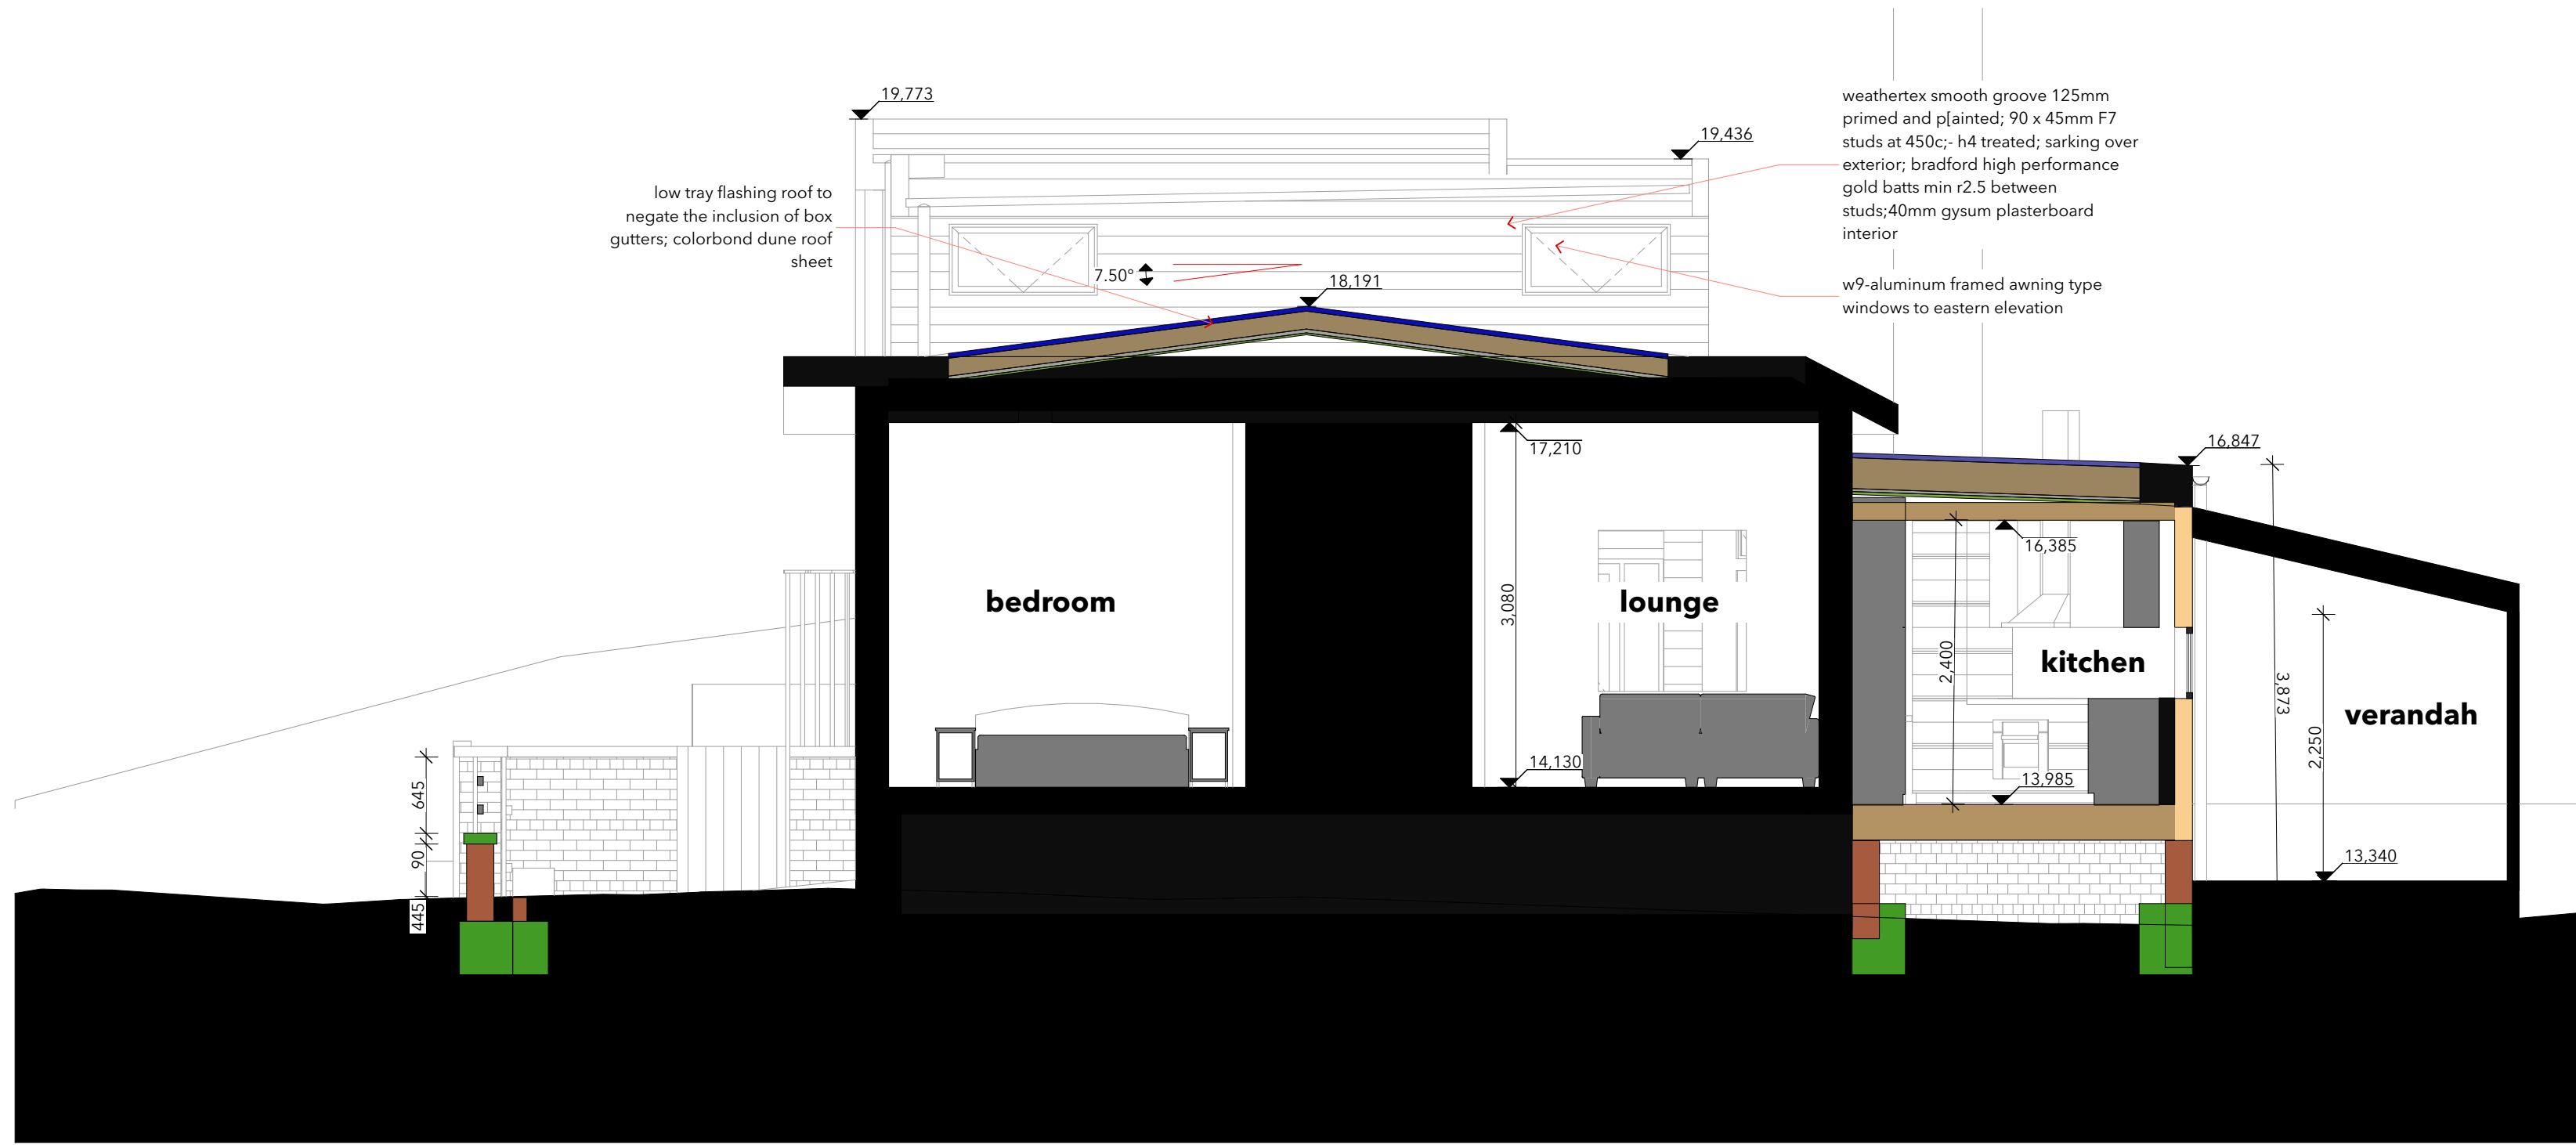 19,773
19,436
weathertex smooth groove 125mm
primed and p[ainted; 90 x 45mm F7
studs at 450c;- h4 treated; sarking over
exterior; bradford high performance
gold batts min r2.5 between
studs;40mm gysum plasterboard
interior
low tray flashing roof to
negate the inclusion of box
gutters; colorbond dune roof
sheet
7.50°
18,191
w9-aluminum framed awning type
windows to eastern elevation
17,210
16,847
16,385
bedroom
lounge
3,080
kitchen
2,400
verandah
3,873
2,250
14,130
13,985
13,340
645
90
445